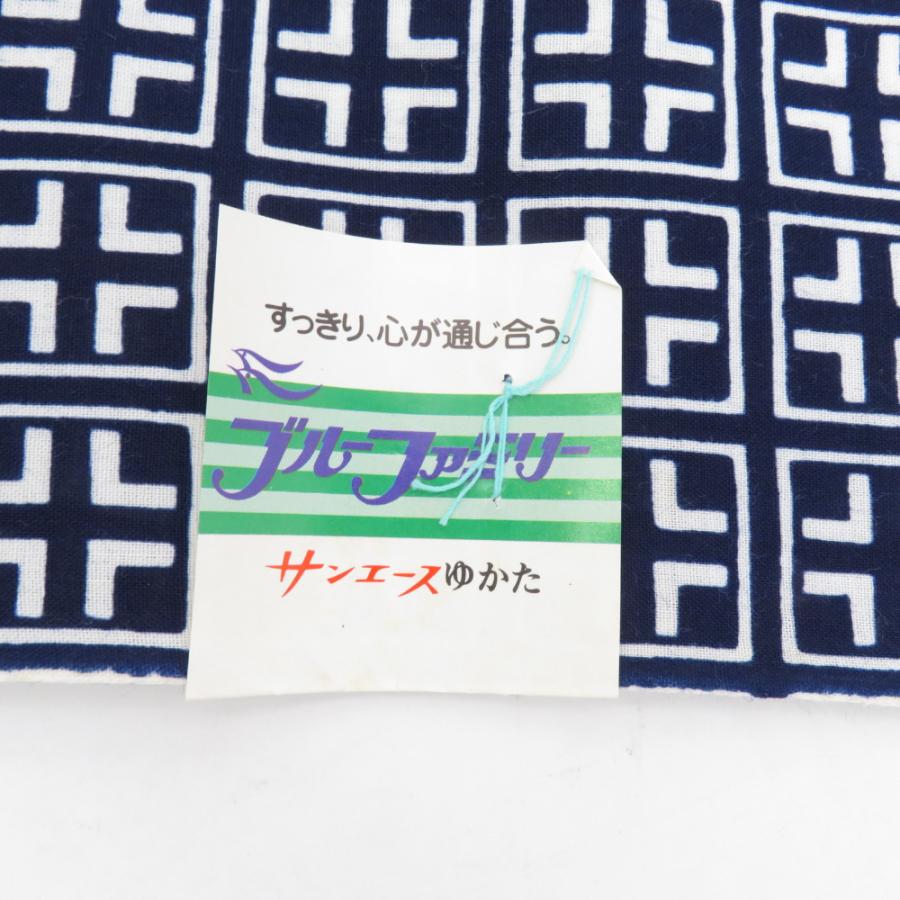 すっきり、心が通じ合う。
ブルーファミリー
サンエースゆかた